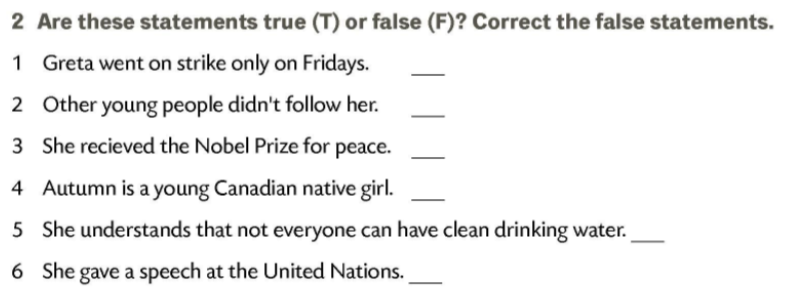 2 Are these statements true (T) or false (F)? Correct the false statements.
1 Greta went on strike only on Fridays. ___
2 Other young people didn't follow her. ___
3 She recieved the Nobel Prize for peace. ___
4 Autumn is a young Canadian native girl. ___
5 She understands that not everyone can have clean drinking water. ___
6 She gave a speech at the United Nations. ___